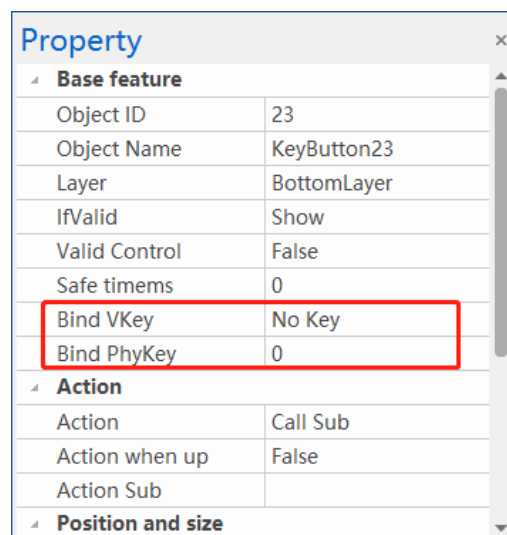 Property
Base feature
Object ID 23
Object Name KeyButton23
Layer BottomLayer
IfValid Show
Valid Control False
Safe timems 0
Bind VKey No Key
Bind PhyKey 0
Action
Action Call Sub
Action when up False
Action Sub
Position and size